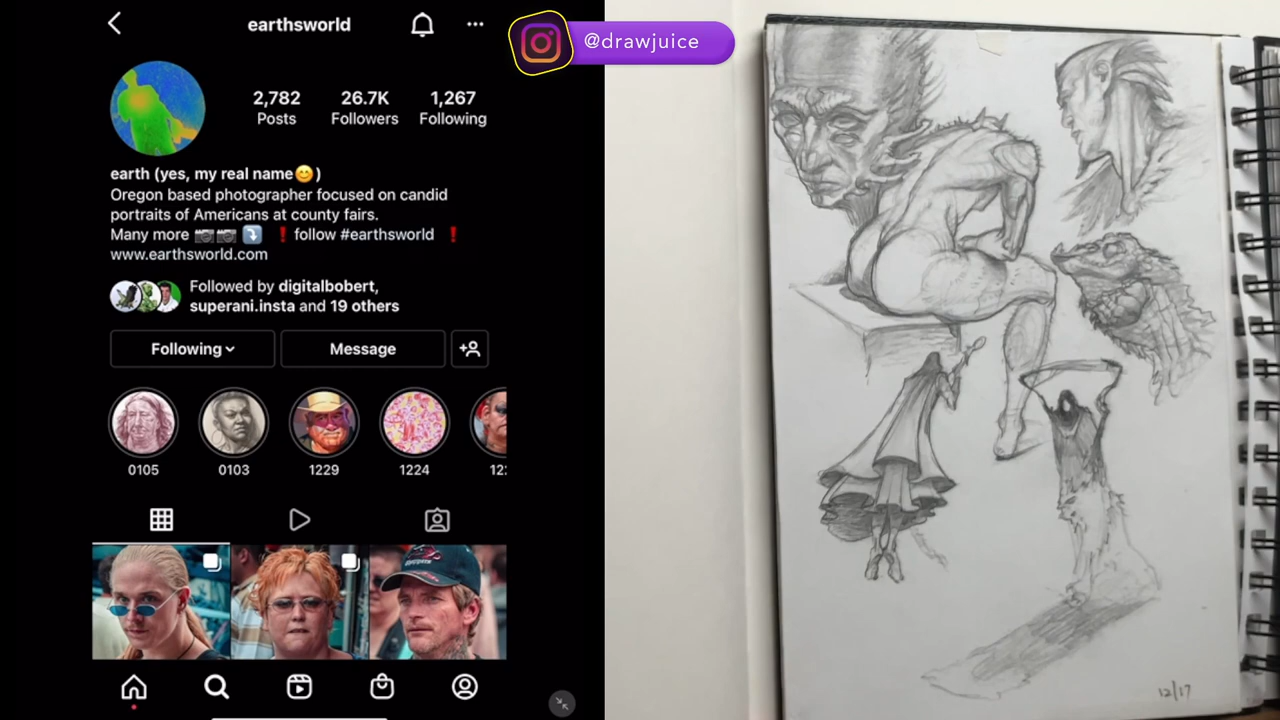 earthsworld
@drawjuice
2,782 26.7K 1,267
Posts Followers Following
earth (yes, my real name😊)
Oregon based photographer focused on candid
portraits of Americans at county fairs.
Many more 📷📷⤵️ ❗follow #earthsworld ❗
www.earthsworld.com
Followed by digitalbobert,
superani.insta and 19 others
Following
Message
0105 0103 1229 1224 12
12/17